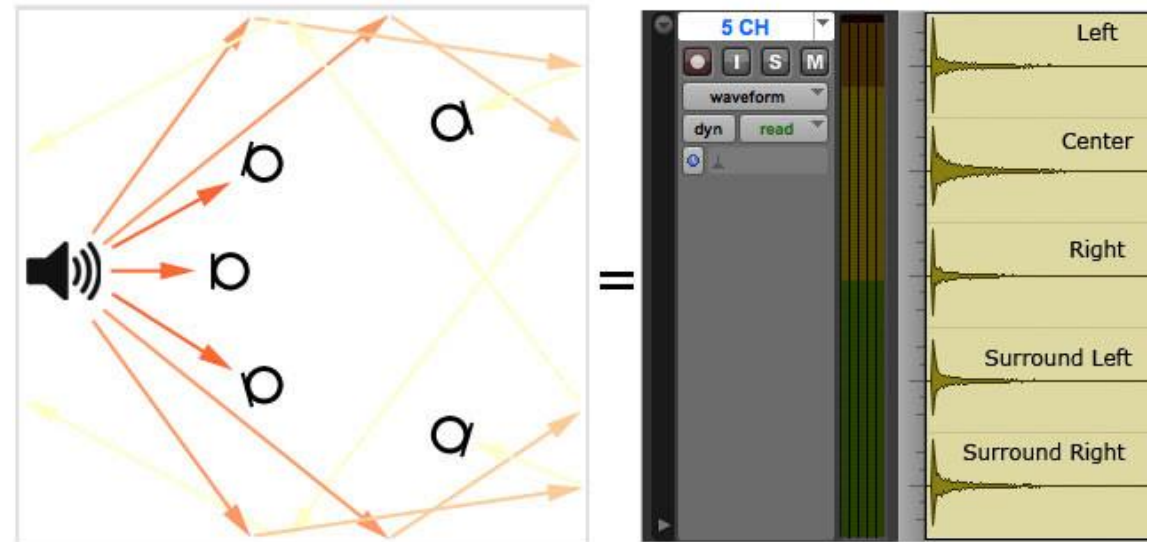 5 CH
I S M
waveform
dyn read
=
Left
Center
Right
Surround Left
Surround Right